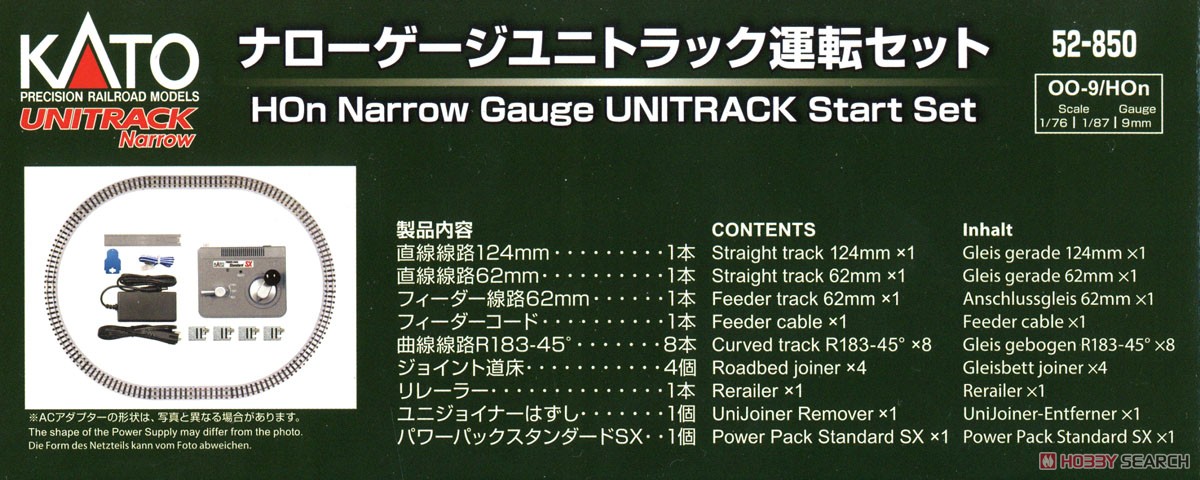 KATO
PRECISION RAILROAD MODELS
UNITRACK
Narrow
ナローゲージユニトラック運転セット
HOn Narrow Gauge UNITRACK Start Set
52-850
OO-9/HOn
Scale Gauge
1/76 | 1/87 | 9mm
※ACアダプターの形状は、写真と異なる場合があります。
The shape of the Power Supply may differ from the photo.
Die Form des Netzteils kann vom Foto abweichen.
製品内容 CONTENTS Inhalt
直線線路124mm・・・・・・・・・・1本 Straight track 124mm ×1 Gleis gerade 124mm ×1
直線線路62mm・・・・・・・・・・・1本 Straight track 62mm ×1 Gleis gerade 62mm ×1
フィーダー線路62mm・・・・・・1本 Feeder track 62mm ×1 Anschlussgleis 62mm ×1
フィーダーコード・・・・・・・・・・1本 Feeder cable ×1 Feeder cable ×1
曲線線路R183-45°・・・・・・・8本 Curved track R183-45° ×8 Gleis gebogen R183-45° ×8
ジョイント道床・・・・・・・・・・・4個 Roadbed joiner ×4 Gleisbett joiner ×4
リレーラー・・・・・・・・・・・・・・1本 Rerailer ×1 Rerailer ×1
ユニジョイナーはずし・・・・・・・1個 UniJoiner Remover ×1 UniJoiner-Entferner ×1
パワーパックスタンダードSX・・1個 Power Pack Standard SX ×1 Power Pack Standard SX ×1
KATO
Standard SX
HOBBY SEARCH